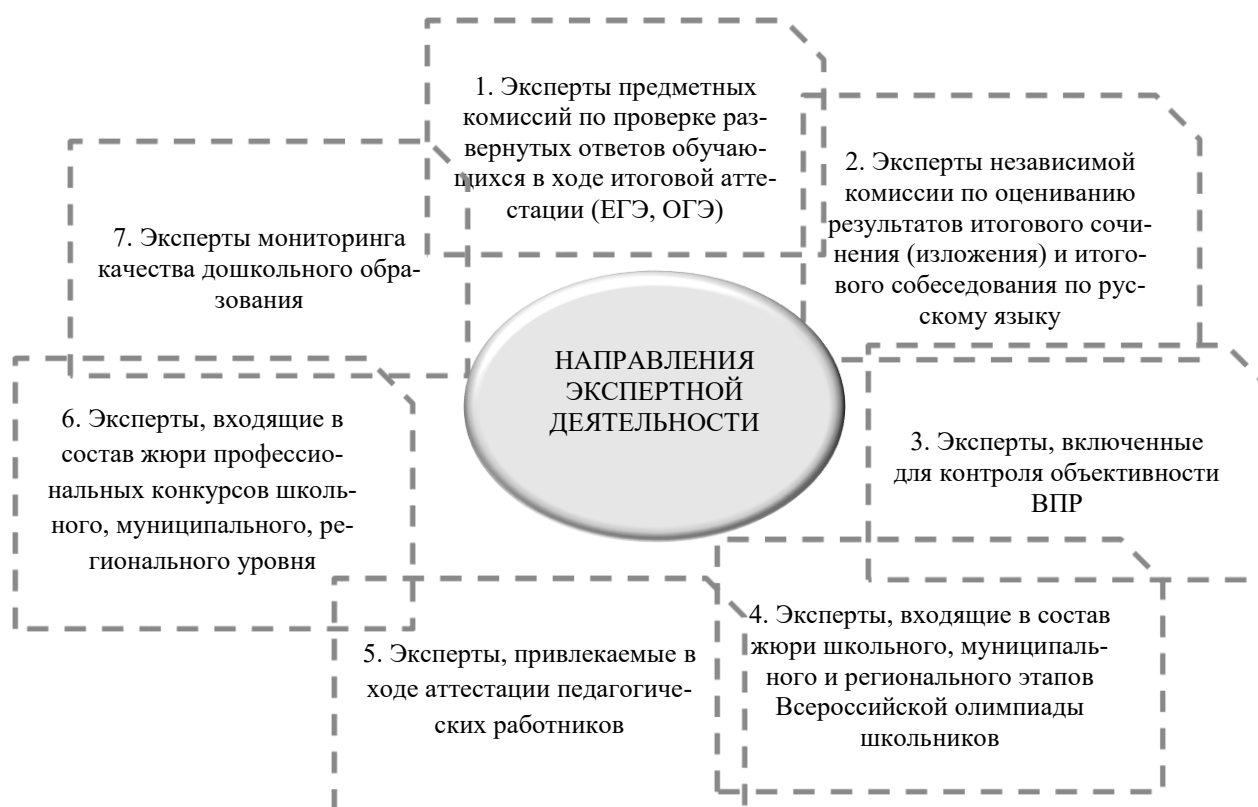 1. Эксперты предметных
комиссий по проверке раз-
вернутых ответов обучаю-
щихся в ходе итоговой атте-
стации (ЕГЭ, ОГЭ)
2. Эксперты независимой
комиссии по оцениванию
результатов итогового сочи-
нения (изложения) и итого-
вого собеседования по рус-
скому языку
7. Эксперты мониторинга
качества дошкольного обра-
зования
НАПРАВЛЕНИЯ
ЭКСПЕРТНОЙ
ДЕЯТЕЛЬНОСТИ
3. Эксперты, включенные
для контроля объективности
ВПР
6. Эксперты, входящие в
состав жюри профессио-
нальных конкурсов школь-
ного, муниципального, ре-
гионального уровня
4. Эксперты, входящие в состав
жюри школьного, муниципаль-
ного и регионального этапов
Всероссийской олимпиады
школьников
5. Эксперты, привлекаемые в
ходе аттестации педагогиче-
ских работников